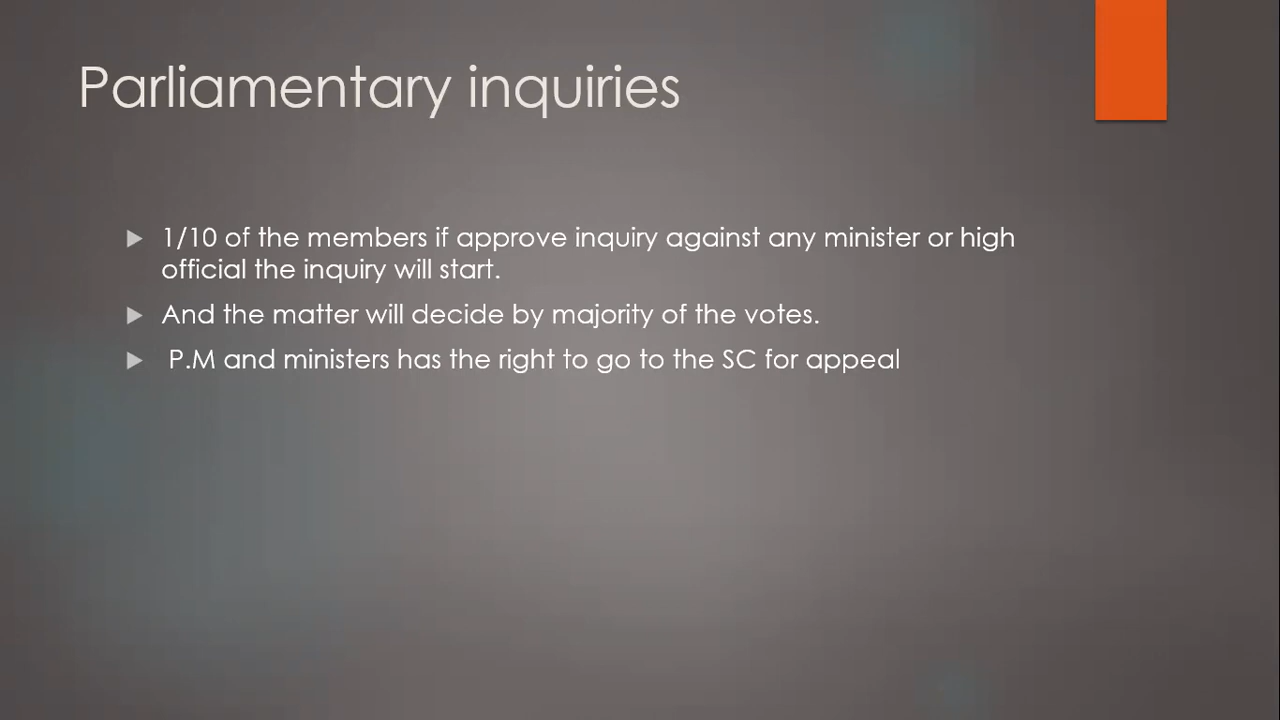 Parliamentary inquiries
1/10 of the members if approve inquiry against any minister or high
official the inquiry will start.
And the matter will decide by majority of the votes.
P.M and ministers has the right to go to the SC for appeal